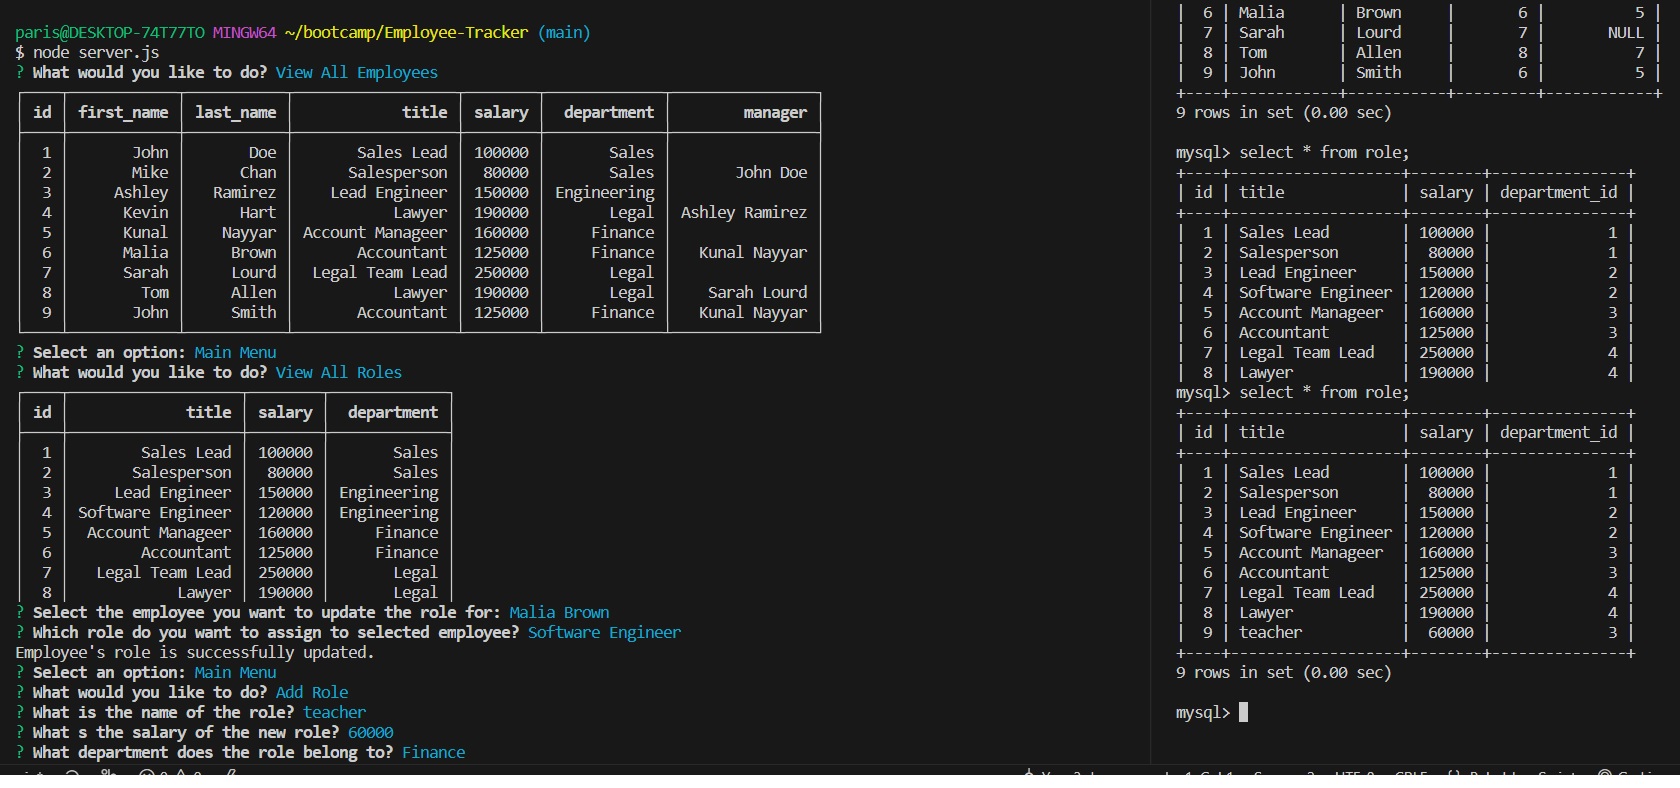 paris@DESKTOP-74T77TO MINGW64 ~/bootcamp/Employee-Tracker (main)
$ node server.js
? What would you like to do? View All Employees
id first_name last_name title salary department manager
1 John Doe Sales Lead 100000 Sales
2 Mike Chan Salesperson 80000 Sales John Doe
3 Ashley Ramirez Lead Engineer 150000 Engineering
4 Kevin Hart Lawyer 190000 Legal Ashley Ramirez
5 Kunal Nayyar Account Manageer 160000 Finance
6 Malia Brown Accountant 125000 Finance Kunal Nayyar
7 Sarah Lourd Legal Team Lead 250000 Legal
8 Tom Allen Lawyer 190000 Legal Sarah Lourd
9 John Smith Accountant 125000 Finance Kunal Nayyar
? Select an option: Main Menu
? What would you like to do? View All Roles
id title salary department
1 Sales Lead 100000 Sales
2 Salesperson 80000 Sales
3 Lead Engineer 150000 Engineering
4 Software Engineer 120000 Engineering
5 Account Manageer 160000 Finance
6 Accountant 125000 Finance
7 Legal Team Lead 250000 Legal
8 Lawyer 190000 Legal
? Select the employee you want to update the role for: Malia Brown
? Which role do you want to assign to selected employee? Software Engineer
Employee's role is successfully updated.
? Select an option: Main Menu
? What would you like to do? Add Role
? What is the name of the role? teacher
? What s the salary of the new role? 60000
? What department does the role belong to? Finance
| 6 | Malia | Brown | 6 | 5 |
| 7 | Sarah | Lourd | 7 | NULL |
| 8 | Tom | Allen | 8 | 7 |
| 9 | John | Smith | 6 | 5 |
+----+------------+-----------+---------+------------+
9 rows in set (0.00 sec)
mysql> select * from role;
+----+-------------------+--------+---------------+
| id | title | salary | department_id |
+----+-------------------+--------+---------------+
| 1 | Sales Lead | 100000 | 1 |
| 2 | Salesperson | 80000 | 1 |
| 3 | Lead Engineer | 150000 | 2 |
| 4 | Software Engineer | 120000 | 2 |
| 5 | Account Manageer | 160000 | 3 |
| 6 | Accountant | 125000 | 3 |
| 7 | Legal Team Lead | 250000 | 4 |
| 8 | Lawyer | 190000 | 4 |
mysql> select * from role;
+----+-------------------+--------+---------------+
| id | title | salary | department_id |
+----+-------------------+--------+---------------+
| 1 | Sales Lead | 100000 | 1 |
| 2 | Salesperson | 80000 | 1 |
| 3 | Lead Engineer | 150000 | 2 |
| 4 | Software Engineer | 120000 | 2 |
| 5 | Account Manageer | 160000 | 3 |
| 6 | Accountant | 125000 | 3 |
| 7 | Legal Team Lead | 250000 | 4 |
| 8 | Lawyer | 190000 | 4 |
| 9 | teacher | 60000 | 3 |
+----+-------------------+--------+---------------+
9 rows in set (0.00 sec)
mysql>